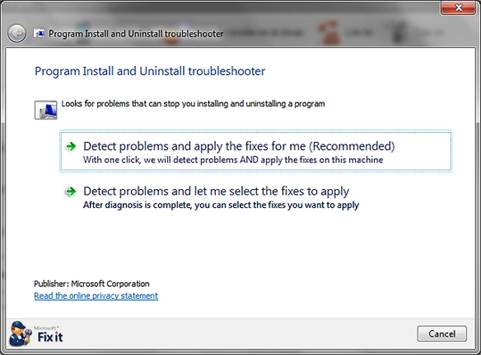 Program Install and Uninstall troubleshooter
Program Install and Uninstall troubleshooter
Looks for problems that can stop you installing and uninstalling a program
Detect problems and apply the fixes for me (Recommended)
With one click, we will detect problems AND apply the fixes on this machine
Detect problems and let me select the fixes to apply
After diagnosis is complete, you can select the fixes you want to apply
Publisher: Microsoft Corporation
Read the online privacy statement
Microsoft
Fix it
Cancel